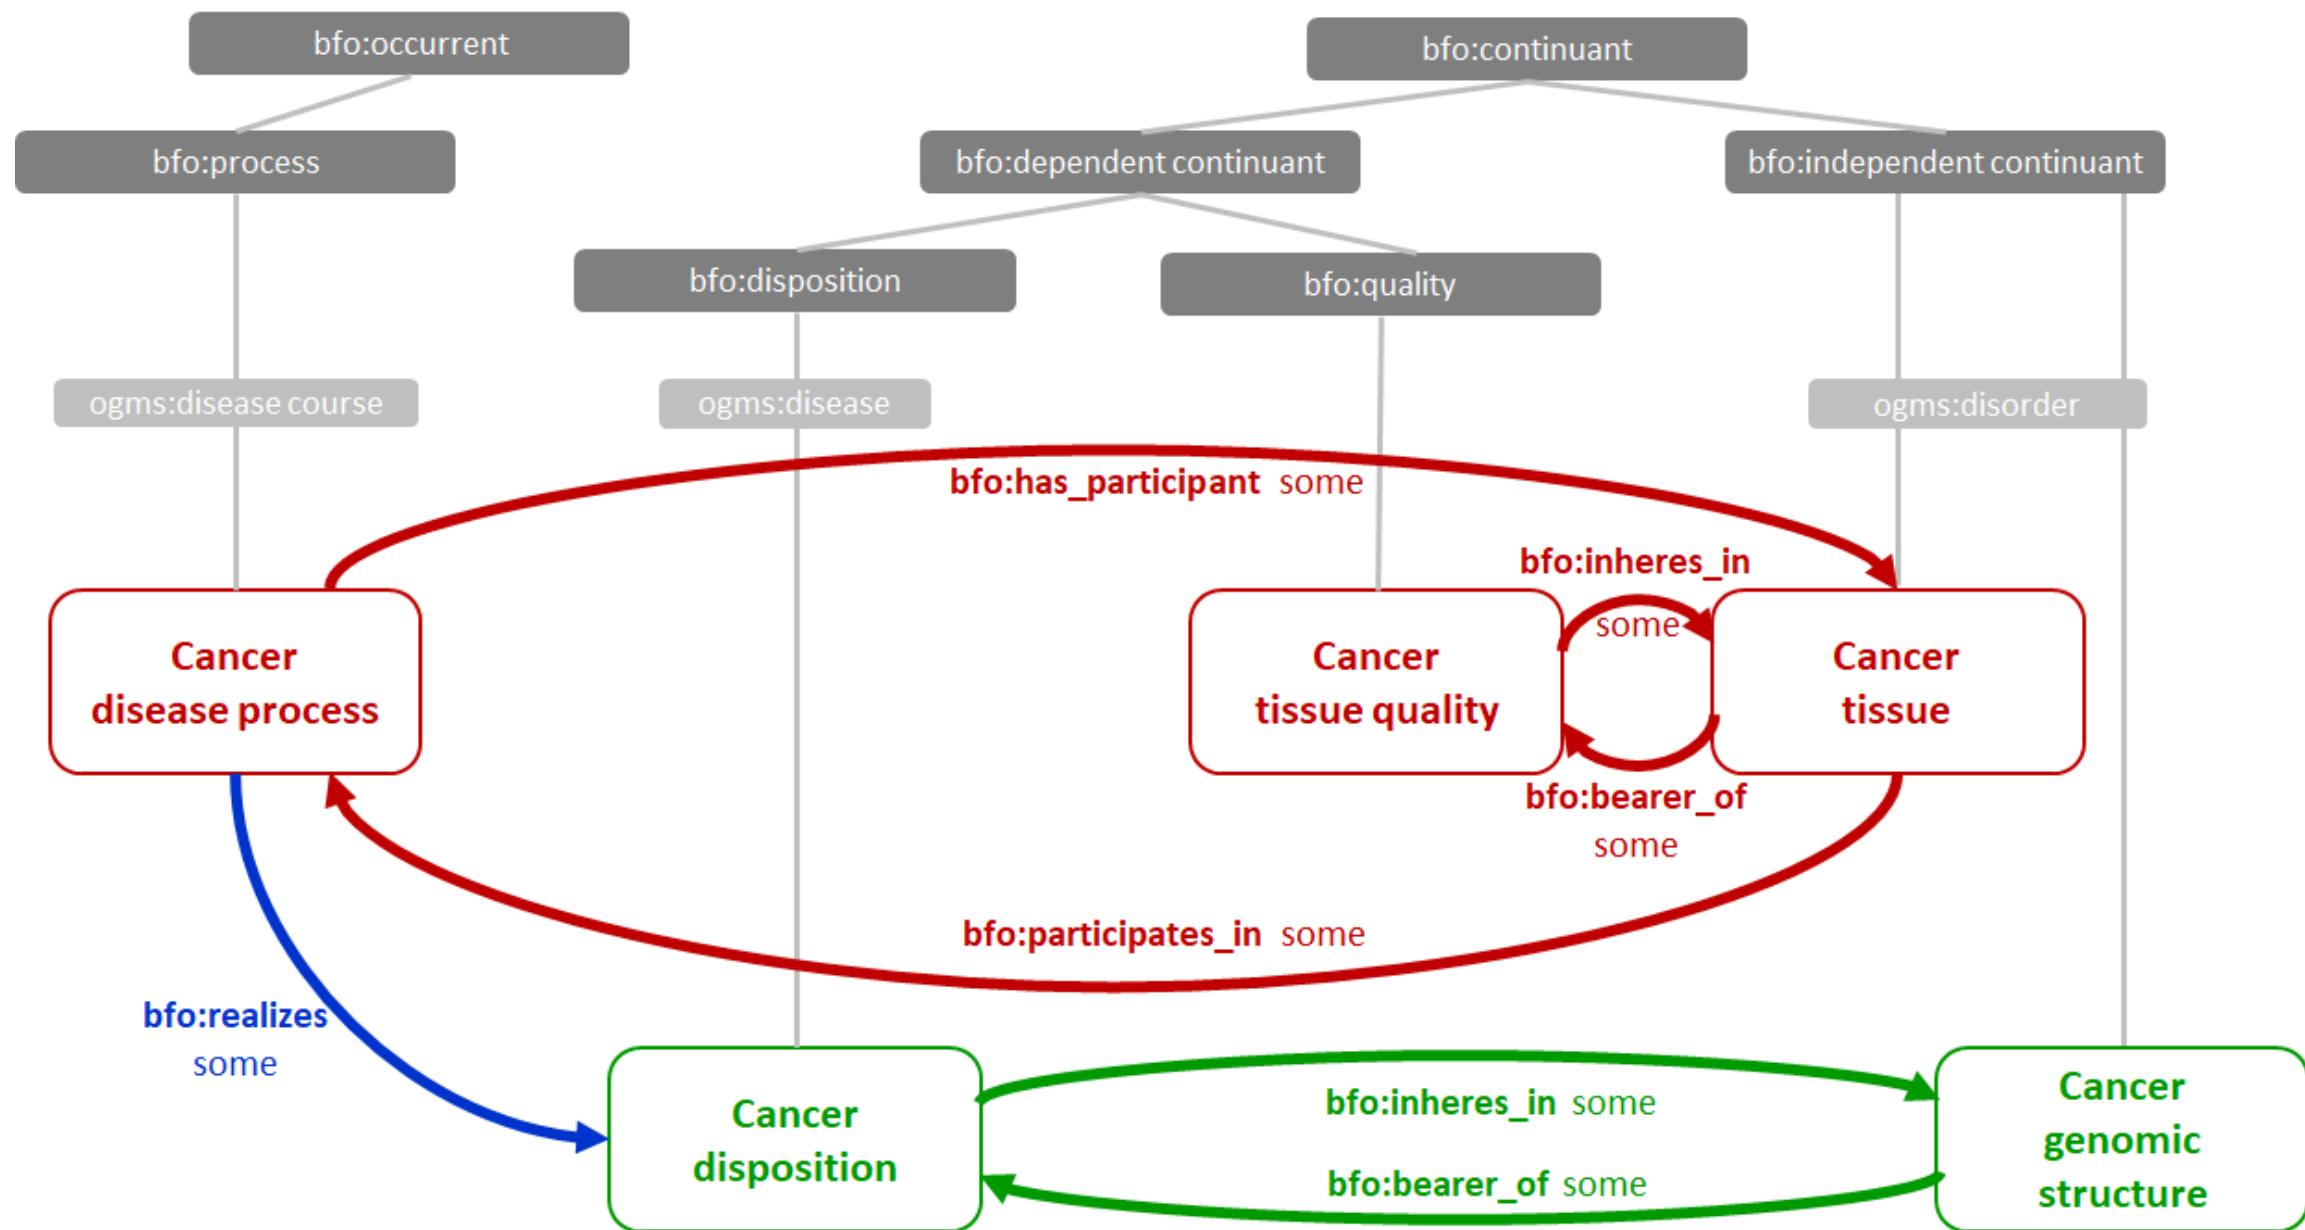 bfo:occurrent
bfo:continuant
bfo:process
bfo:dependent continuant
bfo:independent continuant
bfo:disposition
bfo:quality
ogms:disease course
ogms:disease
ogms:disorder
bfo:has_participant some
bfo:inheres_in
some
Cancer
disease process
Cancer
tissue quality
Cancer
tissue
bfo:bearer_of
some
bfo:participates_in some
bfo:realizes
some
Cancer
disposition
bfo:inheres_in some
bfo:bearer_of some
Cancer
genomic
structure